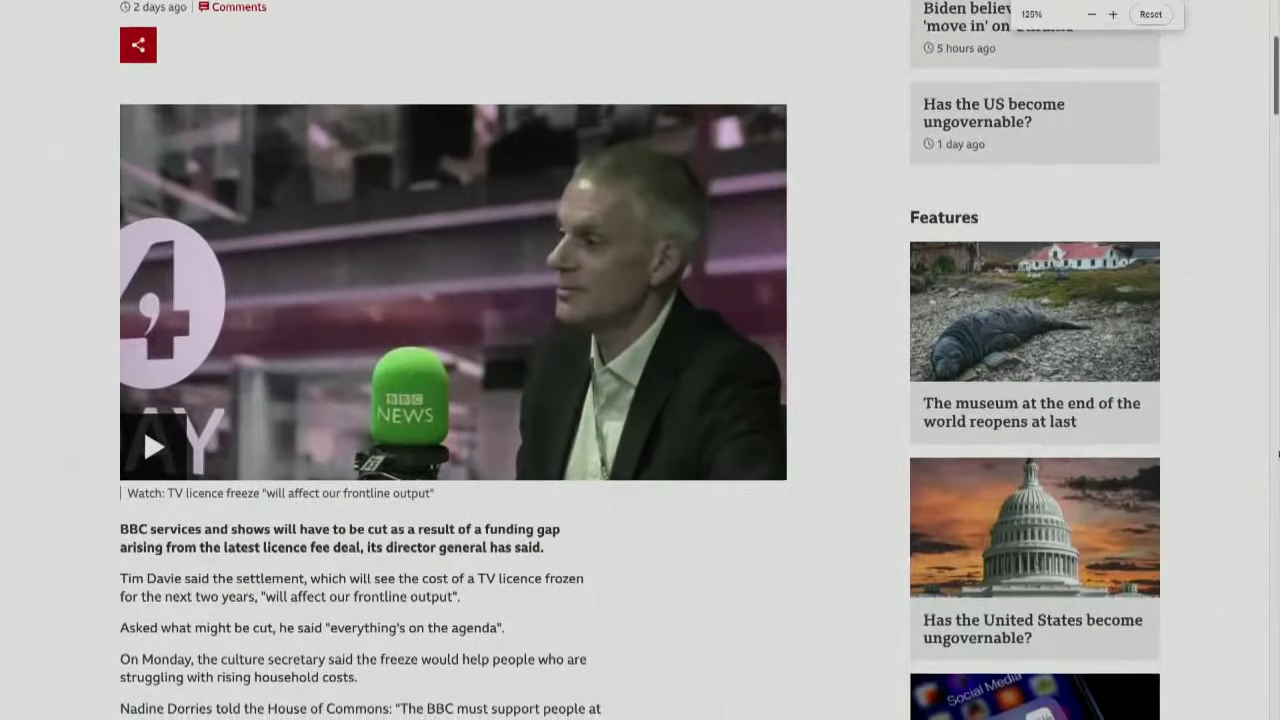 2 days ago
Comments
4
AY
BBC
NEWS
Watch: TV licence freeze "will affect our frontline output"
BBC services and shows will have to be cut as a result of a funding gap
arising from the latest licence fee deal, its director general has said.
Tim Davie said the settlement, which will see the cost of a TV licence frozen
for the next two years, "will affect our frontline output".
Asked what might be cut, he said "everything's on the agenda".
On Monday, the culture secretary said the freeze would help people who are
struggling with rising household costs.
Nadine Dorries told the House of Commons: "The BBC must support people at
125%
Reset
Biden
'move in' on
5 hours ago
Has the US become
ungovernable?
1 day ago
Features
The museum at the end of the
world reopens at last
Has the United States become
ungovernable?
Social Media